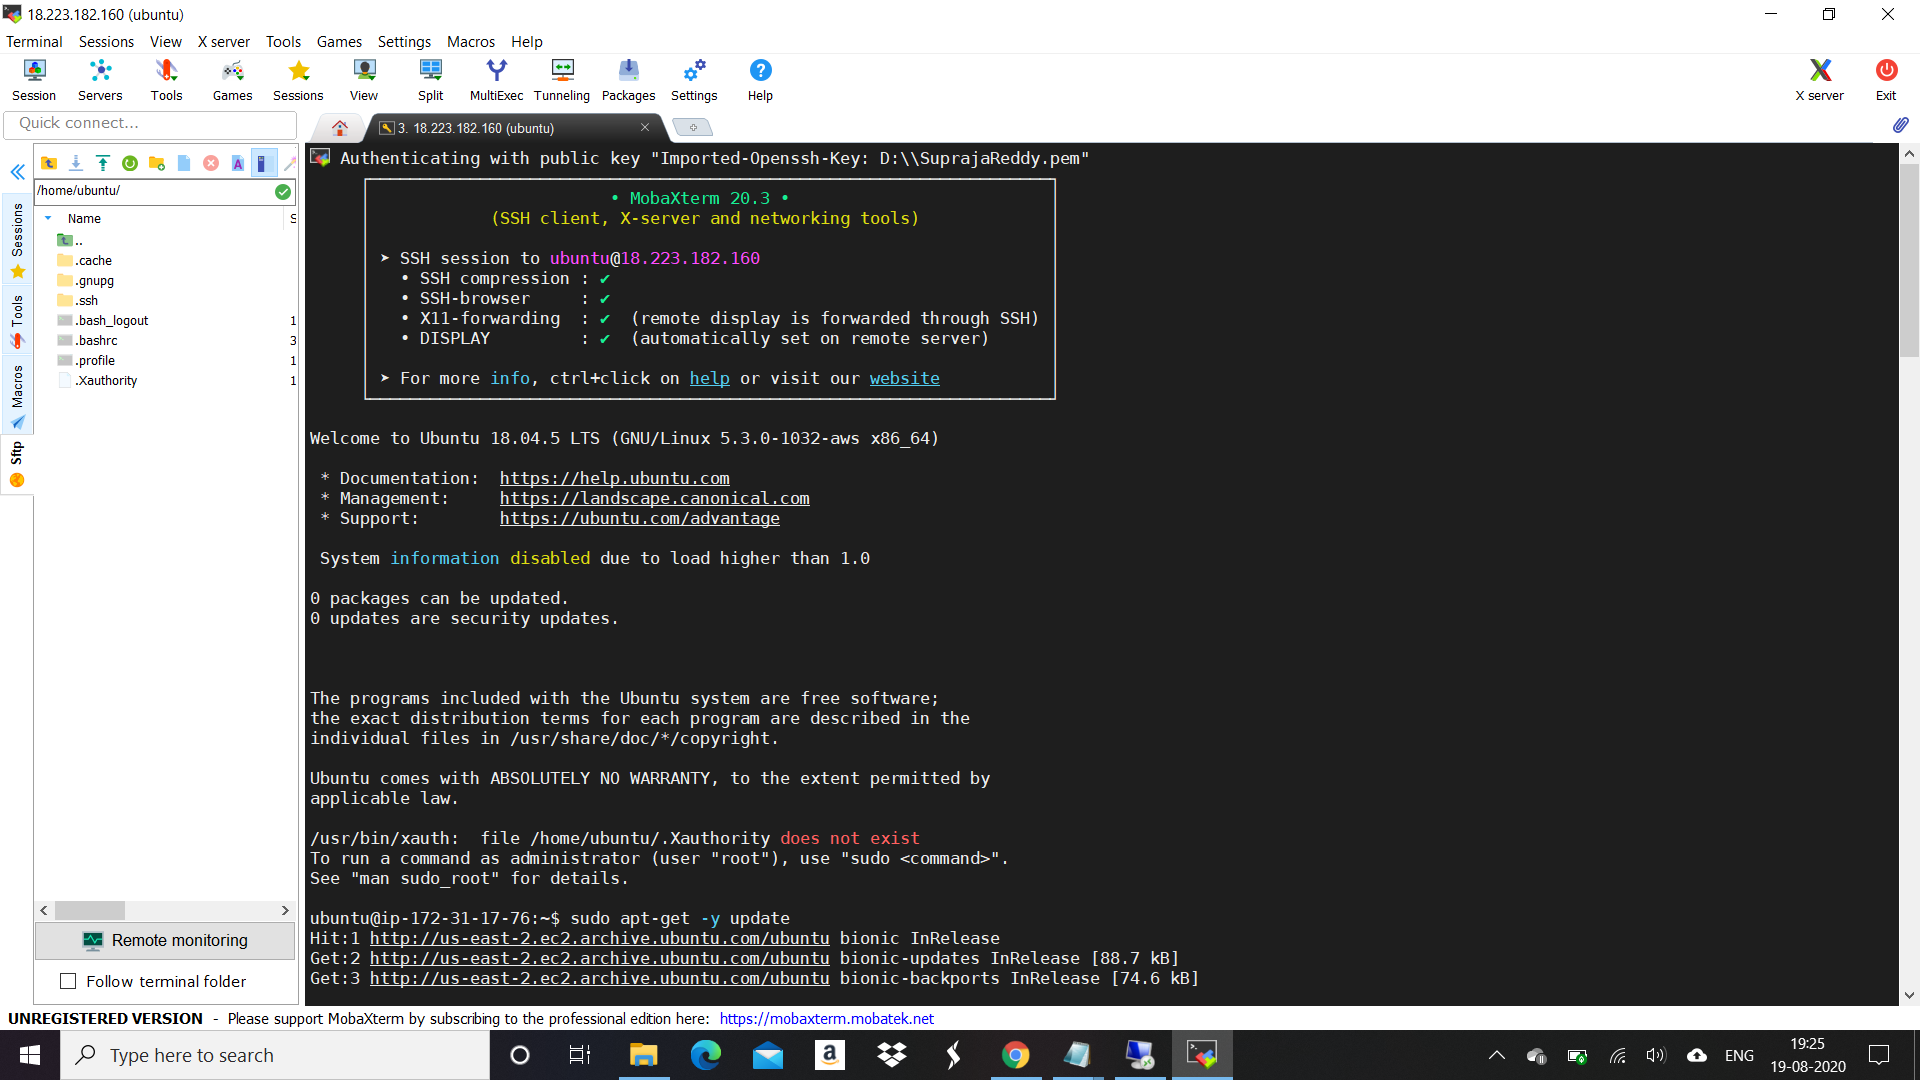 18.223.182.160 (ubuntu)
Terminal Sessions View X server Tools Games Settings Macros Help
Session Servers Tools Games Sessions View Split MultiExec Tunneling Packages Settings Help X server Exit
Quick connect...
3. 18.223.182.160 (ubuntu)
/home/ubuntu/
Name S
..
.cache
.gnupg
.ssh
.bash_logout 1
.bashrc 3
.profile 1
.Xauthority 1
Sessions
Tools
Macros
Sftp
Remote monitoring
Follow terminal folder
Authenticating with public key "Imported-Openssh-Key: D:\\SuprajaReddy.pem"
• MobaXterm 20.3 •
(SSH client, X-server and networking tools)
➤ SSH session to ubuntu@18.223.182.160
• SSH compression : ✔
• SSH-browser : ✔
• X11-forwarding : ✔ (remote display is forwarded through SSH)
• DISPLAY : ✔ (automatically set on remote server)
➤ For more info, ctrl+click on help or visit our website
Welcome to Ubuntu 18.04.5 LTS (GNU/Linux 5.3.0-1032-aws x86_64)
* Documentation: https://help.ubuntu.com
* Management: https://landscape.canonical.com
* Support: https://ubuntu.com/advantage
System information disabled due to load higher than 1.0
0 packages can be updated.
0 updates are security updates.
The programs included with the Ubuntu system are free software;
the exact distribution terms for each program are described in the
individual files in /usr/share/doc/*/copyright.
Ubuntu comes with ABSOLUTELY NO WARRANTY, to the extent permitted by
applicable law.
/usr/bin/xauth: file /home/ubuntu/.Xauthority does not exist
To run a command as administrator (user "root"), use "sudo <command>".
See "man sudo_root" for details.
ubuntu@ip-172-31-17-76:~$ sudo apt-get -y update
Hit:1 http://us-east-2.ec2.archive.ubuntu.com/ubuntu bionic InRelease
Get:2 http://us-east-2.ec2.archive.ubuntu.com/ubuntu bionic-updates InRelease [88.7 kB]
Get:3 http://us-east-2.ec2.archive.ubuntu.com/ubuntu bionic-backports InRelease [74.6 kB]
UNREGISTERED VERSION - Please support MobaXterm by subscribing to the professional edition here: https://mobaxterm.mobatek.net
Type here to search
ENG
19:25
19-08-2020